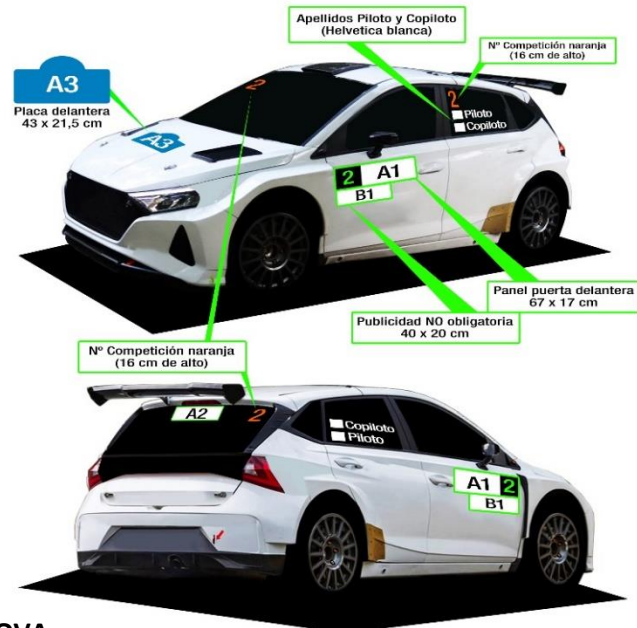 Apellidos Piloto y Copiloto
(Helvetica blanca)
Nº Competición naranja
(16 cm de alto)
A3
Placa delantera
43 x 21,5 cm
2
2
Piloto
Copiloto
A3
2 A1
B1
Panel puerta delantera
67 x 17 cm
Publicidad NO obligatoria
40 x 20 cm
Nº Competición naranja
(16 cm de alto)
A2
2
Copiloto
Piloto
A1 2
B1